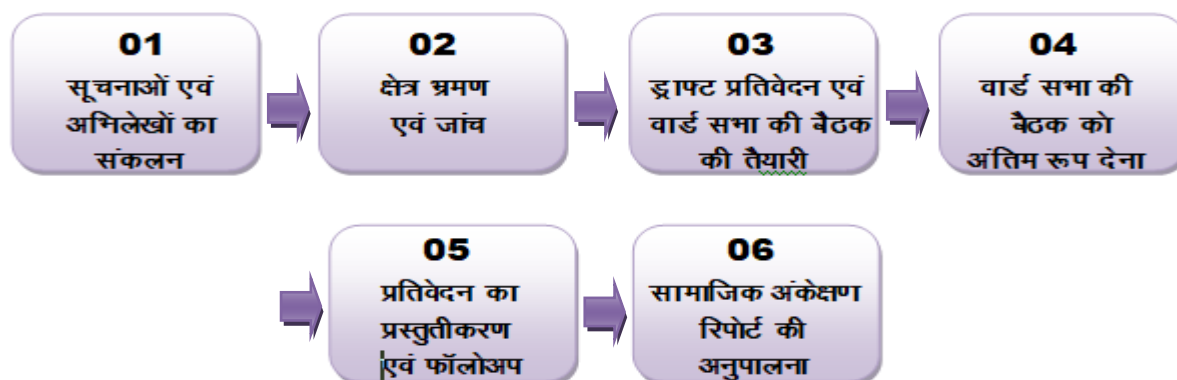 01
सूचनाओं एवं
अभिलेखों का
संकलन
02
क्षेत्र भ्रमण
एवं जांच
03
ड्राफ्ट प्रतिवेदन एवं
वार्ड सभा की बैठक
की तैयारी
04
वार्ड सभा की
बैठक को
अंतिम रूप देना
05
प्रतिवेदन का
प्रस्तुतीकरण
एवं फॉलोअप
06
सामाजिक अंकेक्षण
रिपोर्ट की
अनुपालना